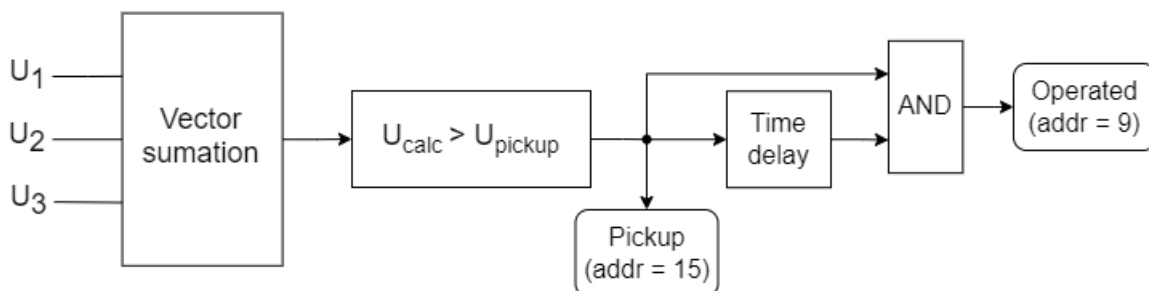 U1
U2
U3
Vector
sumation
Ucalc > Upickup
Time
delay
AND
Operated
(addr = 9)
Pickup
(addr = 15)